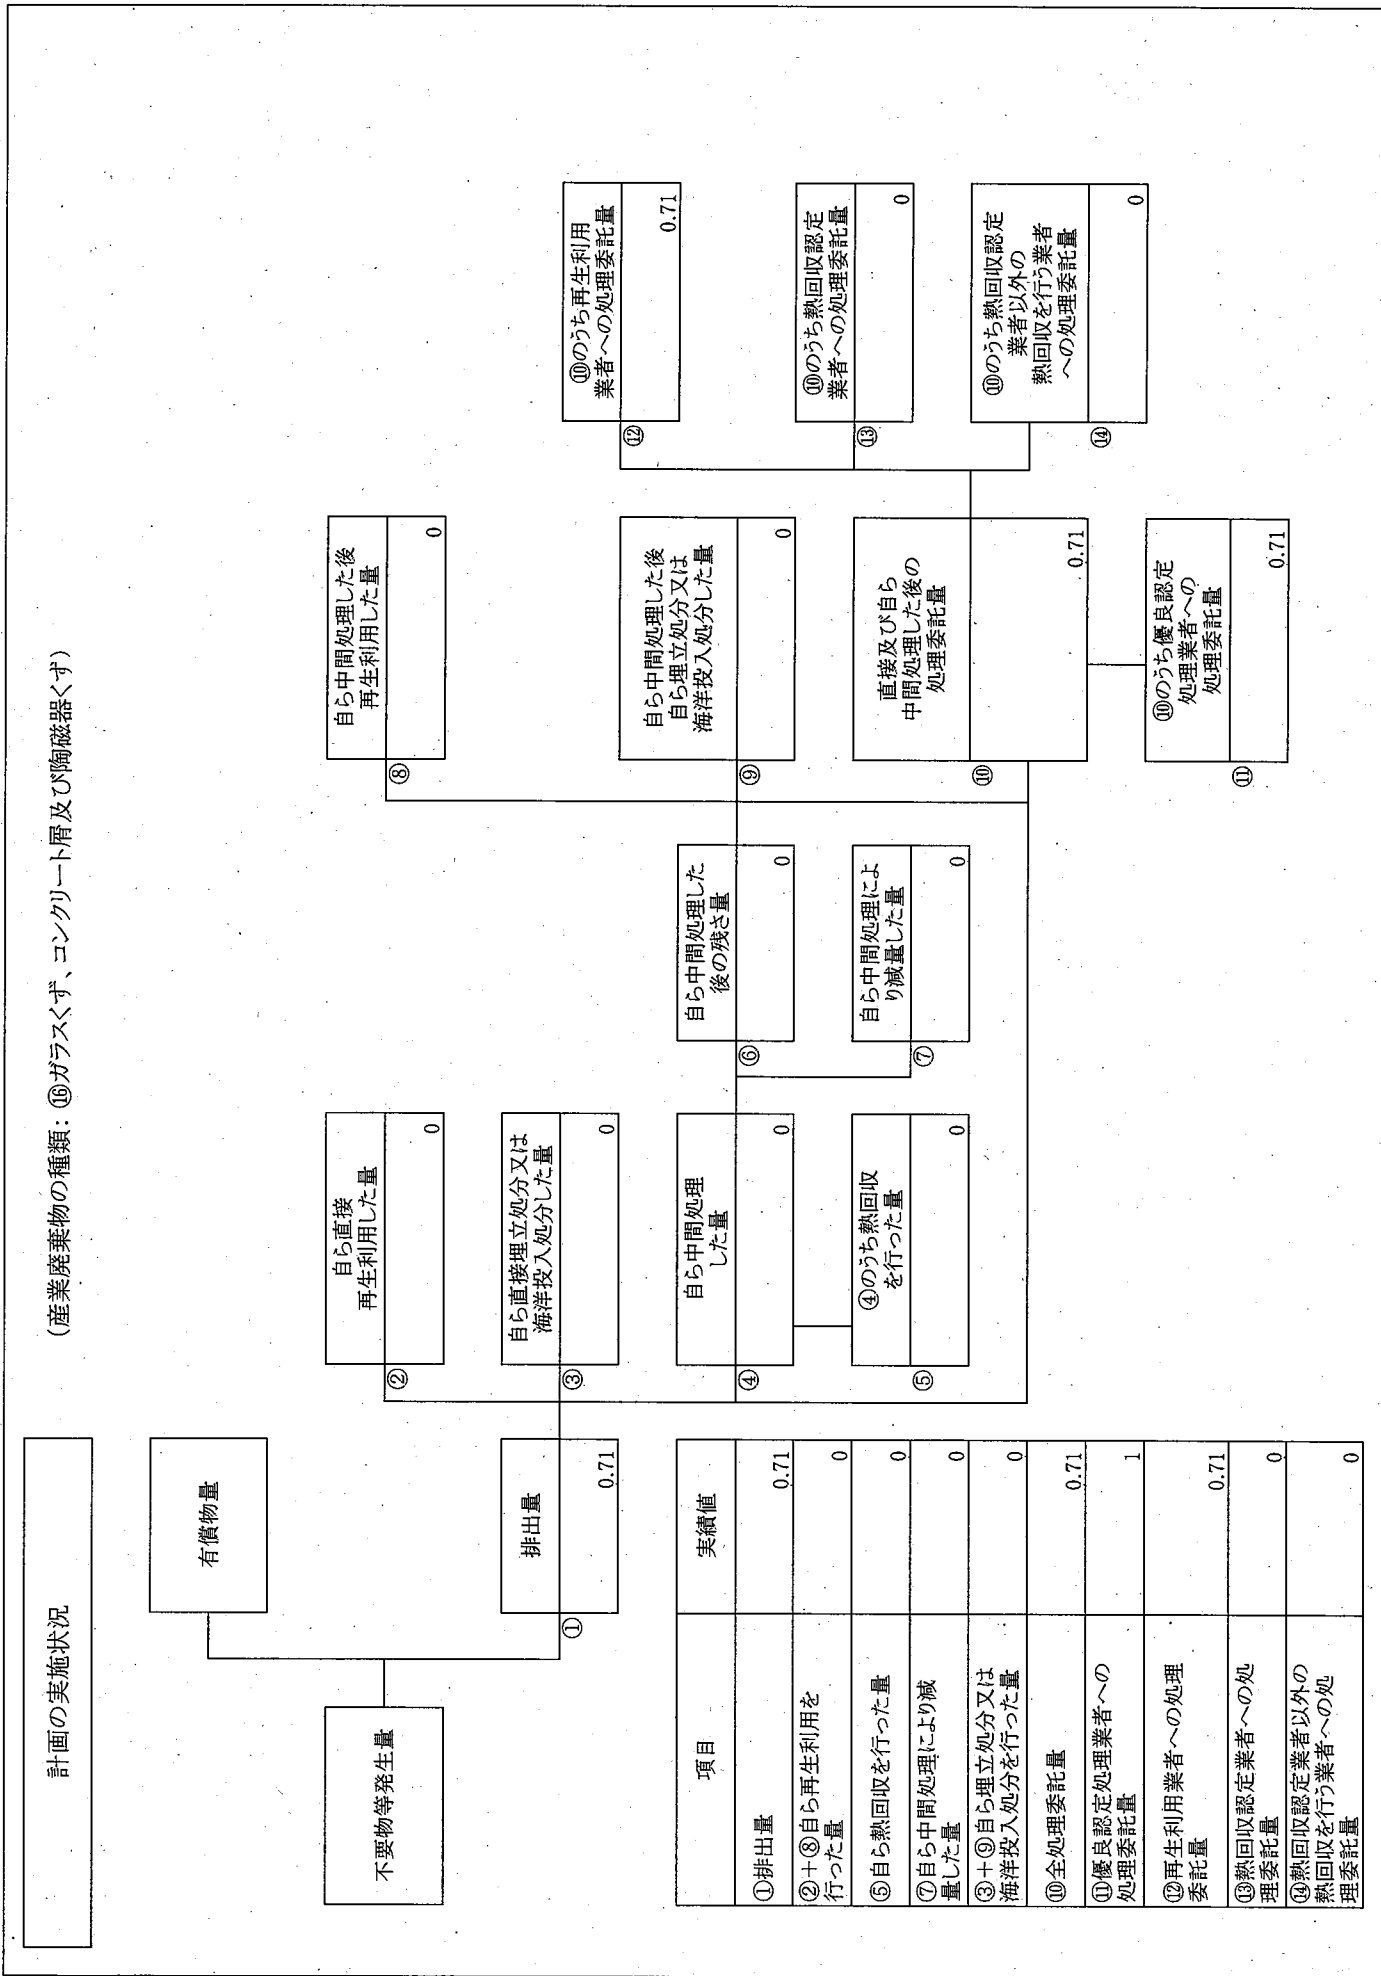 計画の実施状況
(産業廃棄物の種類:⑯ガラスくず、コンクリート屑及び陶磁器くず)
不要物等発生量
有償物量
①
排出量
0.71
②
自ら直接
再生利用した量
0
③
自ら直接埋立処分又は
海洋投入処分した量
0
④
自ら中間処理
した量
0
⑤
④のうち熱回収
を行った量
0
⑥
自ら中間処理した
後の残さ量
0
⑦
自ら中間処理によ
り減量した量
0
⑧
自ら中間処理した後
再生利用した量
0
⑨
自ら中間処理した後
自ら埋立処分又は
海洋投入処分した量
0
⑩
直接及び自ら
中間処理した後の
処理委託量
0.71
⑪
⑩のうち優良認定
処理業者への
処理委託量
0.71
⑫
⑩のうち再生利用
業者への処理委託量
0.71
⑬
⑩のうち熱回収認定
業者への処理委託量
0
⑭
⑩のうち熱回収認定
業者以外の
熱回収を行う業者
への処理委託量
0
項目
実績値
①排出量
0.71
②+⑧自ら再生利用を
行った量
0
⑤自ら熱回収を行った量
0
⑦自ら中間処理により減
量した量
0
③+⑨自ら埋立処分又は
海洋投入処分を行った量
0
⑩全処理委託量
0.71
⑪優良認定処理業者への
処理委託量
1
⑫再生利用業者への処理
委託量
0.71
⑬熱回収認定業者への処
理委託量
0
⑭熱回収認定業者以外の
熱回収を行う業者への処
理委託量
0